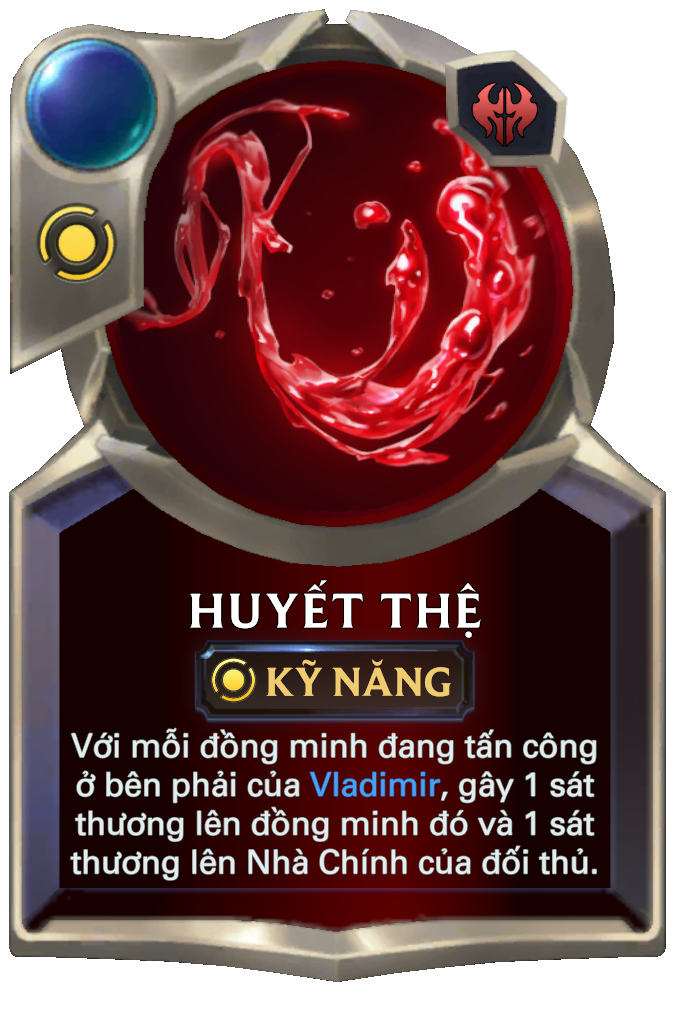 HUYẾT THỆ
KỸ NĂNG
Với mỗi đồng minh đang tấn công
ở bên phải của Vladimir, gây 1 sát
thương lên đồng minh đó và 1 sát
thương lên Nhà Chính của đối thủ.